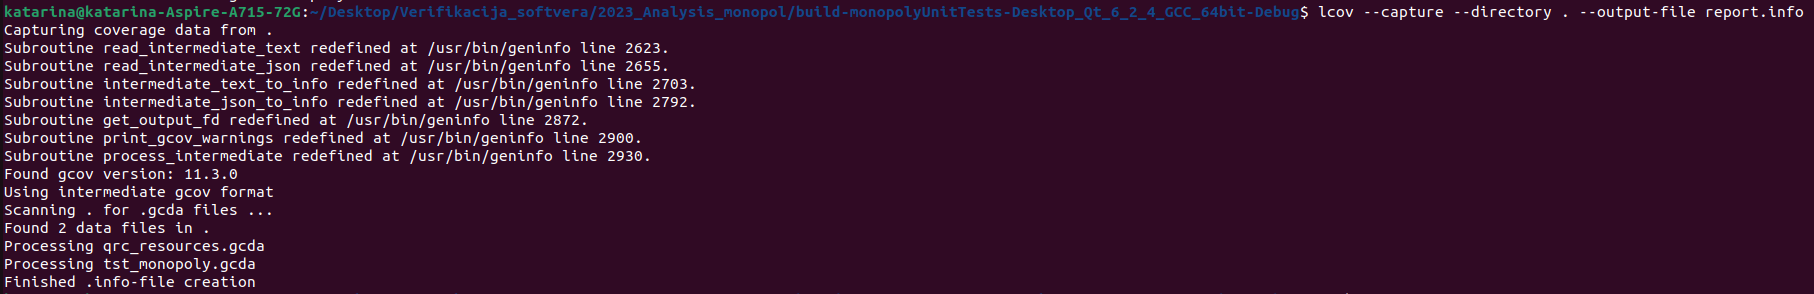 katarina@katarina-Aspire-A715-72G:~/Desktop/Verifikacija_softvera/2023_Analysis_monopol/build-monopolyUnitTests-Desktop_Qt_6_2_4_GCC_64bit-Debug$ lcov --capture --directory . --output-file report.info
Capturing coverage data from .
Subroutine read_intermediate_text redefined at /usr/bin/geninfo line 2623.
Subroutine read_intermediate_json redefined at /usr/bin/geninfo line 2655.
Subroutine intermediate_text_to_info redefined at /usr/bin/geninfo line 2703.
Subroutine intermediate_json_to_info redefined at /usr/bin/geninfo line 2792.
Subroutine get_output_fd redefined at /usr/bin/geninfo line 2872.
Subroutine print_gcov_warnings redefined at /usr/bin/geninfo line 2900.
Subroutine process_intermediate redefined at /usr/bin/geninfo line 2930.
Found gcov version: 11.3.0
Using intermediate gcov format
Scanning . for .gcda files ...
Found 2 data files in .
Processing qrc_resources.gcda
Processing tst_monopoly.gcda
Finished .info-file creation